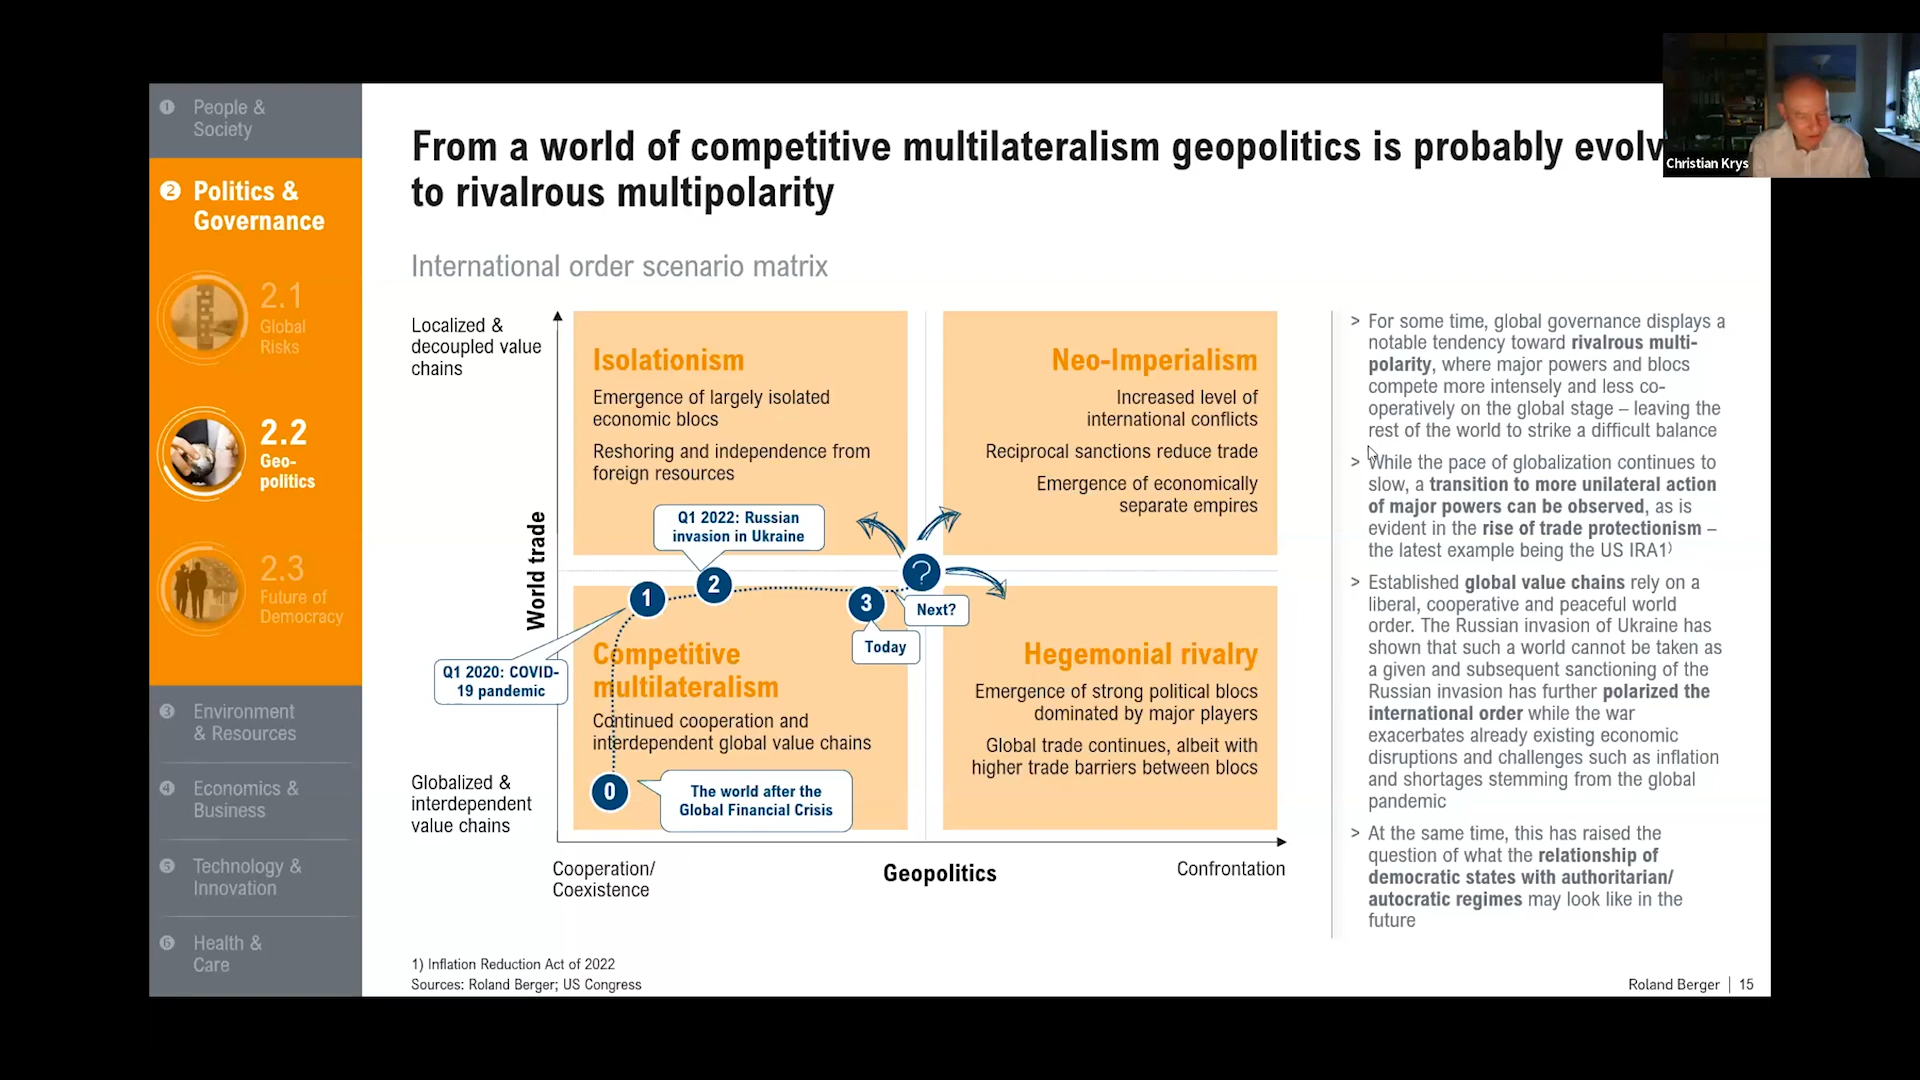 ❶ People &
Society
❷ Politics &
Governance
2.1
Global
Risks
2.2
Geo-
politics
2.3
Future of
Democracy
❸ Environment
& Resources
❹ Economics &
Business
❺ Technology &
Innovation
❻ Health &
Care
From a world of competitive multilateralism geopolitics is probably evolv
to rivalrous multipolarity
Christian Krys
International order scenario matrix
Localized &
decoupled value
chains
World trade
Globalized &
interdependent
value chains
Isolationism
Emergence of largely isolated
economic blocs
Reshoring and independence from
foreign resources
Neo-Imperialism
Increased level of
international conflicts
Reciprocal sanctions reduce trade
Emergence of economically
separate empires
Q1 2022: Russian
invasion in Ukraine
1
2
3
?
Next?
Today
Q1 2020: COVID-
19 pandemic
Competitive
multilateralism
Continued cooperation and
interdependent global value chains
0
The world after the
Global Financial Crisis
Hegemonial rivalry
Emergence of strong political blocs
dominated by major players
Global trade continues, albeit with
higher trade barriers between blocs
Cooperation/
Coexistence
Geopolitics
Confrontation
> For some time, global governance displays a
notable tendency toward rivalrous multi-
polarity, where major powers and blocs
compete more intensely and less co-
operatively on the global stage – leaving the
rest of the world to strike a difficult balance
> While the pace of globalization continues to
slow, a transition to more unilateral action
of major powers can be observed, as is
evident in the rise of trade protectionism –
the latest example being the US IRA1)
> Established global value chains rely on a
liberal, cooperative and peaceful world
order. The Russian invasion of Ukraine has
shown that such a world cannot be taken as
a given and subsequent sanctioning of the
Russian invasion has further polarized the
international order while the war
exacerbates already existing economic
disruptions and challenges such as inflation
and shortages stemming from the global
pandemic
> At the same time, this has raised the
question of what the relationship of
democratic states with authoritarian/
autocratic regimes may look like in the
future
1) Inflation Reduction Act of 2022
Sources: Roland Berger; US Congress
Roland Berger | 15